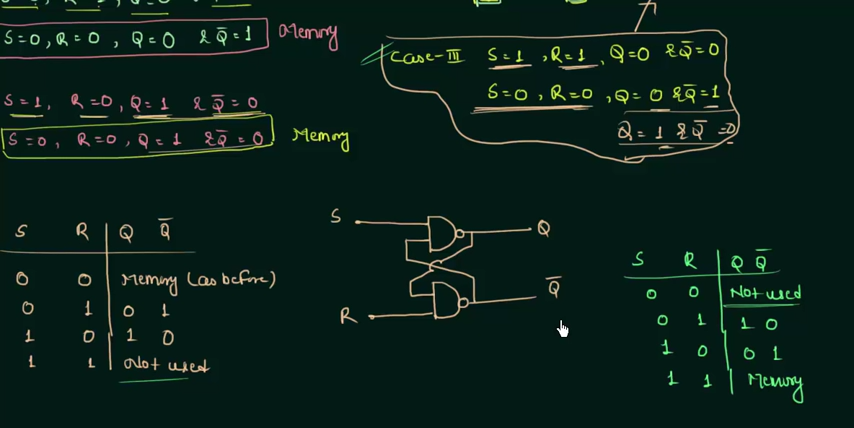 S=0, R=0, Q=0 & Q̅=1 Memory
S=1, R=0, Q=1 & Q̅=0
S=0, R=0, Q=1 & Q̅=0 Memory
Case-III S=1, R=1, Q=0 & Q̅=0
S=0, R=0, Q=0 & Q̅=1
Q=1 & Q̅=0
S R Q Q̅
0 0 Memory (as before)
0 1 0 1
1 0 1 0
1 1 Not used
S
Q
Q̅
R
S R Q Q̅
0 0 Not used
0 1 1 0
1 0 0 1
1 1 Memory